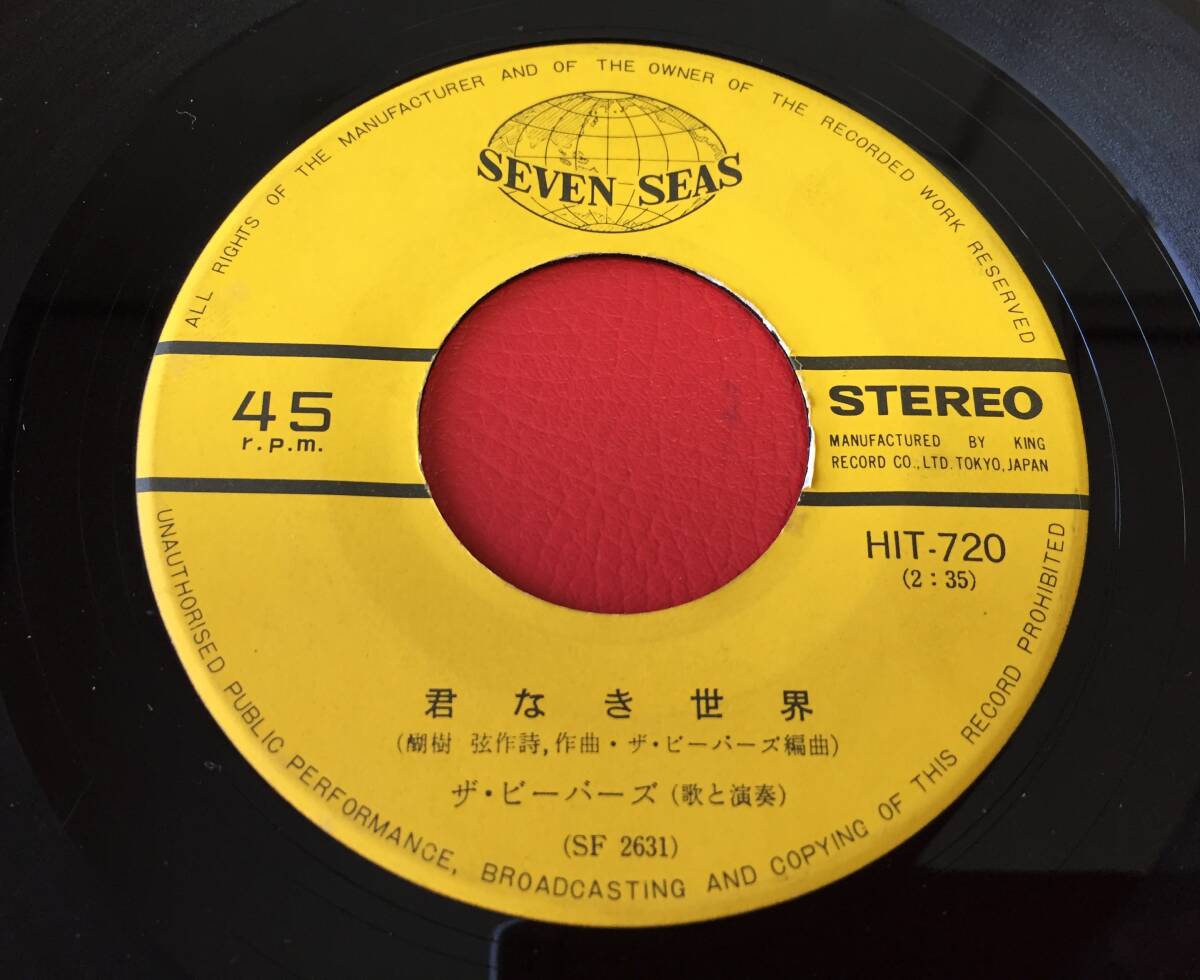 ALL RIGHTS OF THE MANUFACTURER AND OF THE OWNER OF THE RECORDED WORK RESERVED
SEVEN SEAS
45
r.p.m.
STEREO
MANUFACTURED BY KING
RECORD CO., LTD. TOKYO, JAPAN
HIT-720
(2:35)
君なき世界
(醐樹 弦作詩,作曲・ザ・ビーバーズ編曲)
ザ・ビーバーズ (歌と演奏)
(SF 2631)
UNAUTHORISED PUBLIC PERFORMANCE, BROADCASTING AND COPYING OF THIS RECORD PROHIBITED